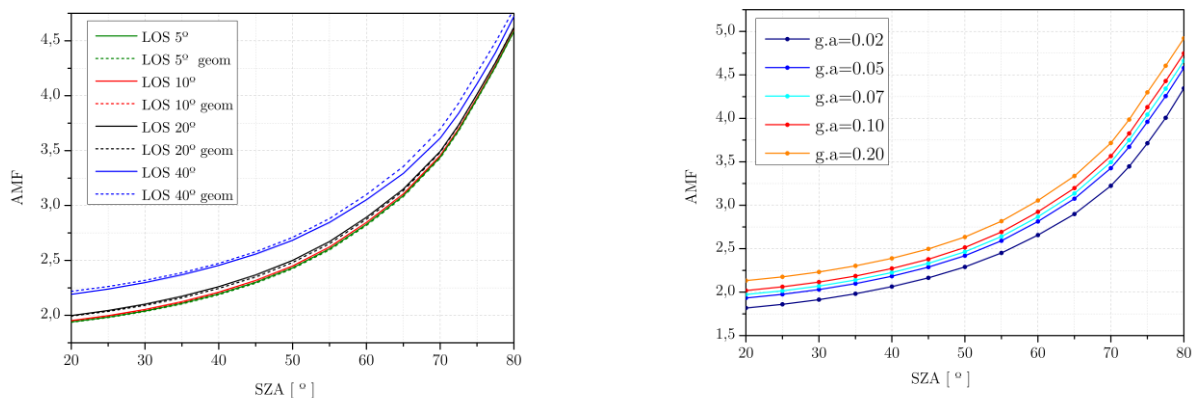 4,5
4,0
3,5
3,0
2,5
2,0
AMF
LOS 5º
LOS 5º geom
LOS 10º
LOS 10º geom
LOS 20º
LOS 20º geom
LOS 40º
LOS 40º geom
20 30 40 50 60 70 80
SZA [ º ]
5.0
4.5
4.0
3,5
3.0
2.5
2.0
1,5
AMF
g.a=0.02
g.a=0.05
g.a=0.07
g.a=0.10
g.a=0.20
20 30 40 50 60 70 80
SZA [ º ]